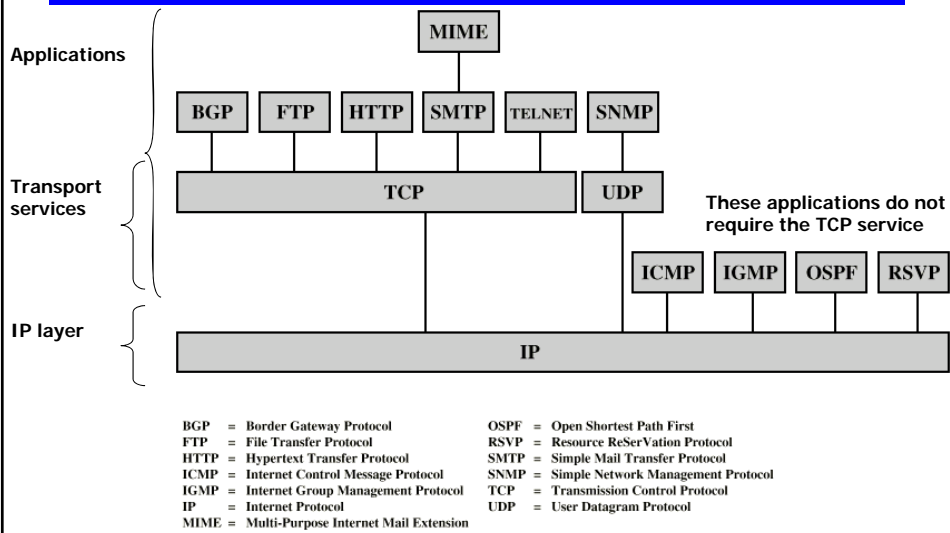 MIME
Applications
BGP FTP HTTP SMTP TELNET SNMP
Transport
services
TCP UDP
These applications do not
require the TCP service
ICMP IGMP OSPF RSVP
IP layer
IP
BGP = Border Gateway Protocol
FTP = File Transfer Protocol
HTTP = Hypertext Transfer Protocol
ICMP = Internet Control Message Protocol
IGMP = Internet Group Management Protocol
IP = Internet Protocol
MIME = Multi-Purpose Internet Mail Extension
OSPF = Open Shortest Path First
RSVP = Resource ReSerVation Protocol
SMTP = Simple Mail Transfer Protocol
SNMP = Simple Network Management Protocol
TCP = Transmission Control Protocol
UDP = User Datagram Protocol